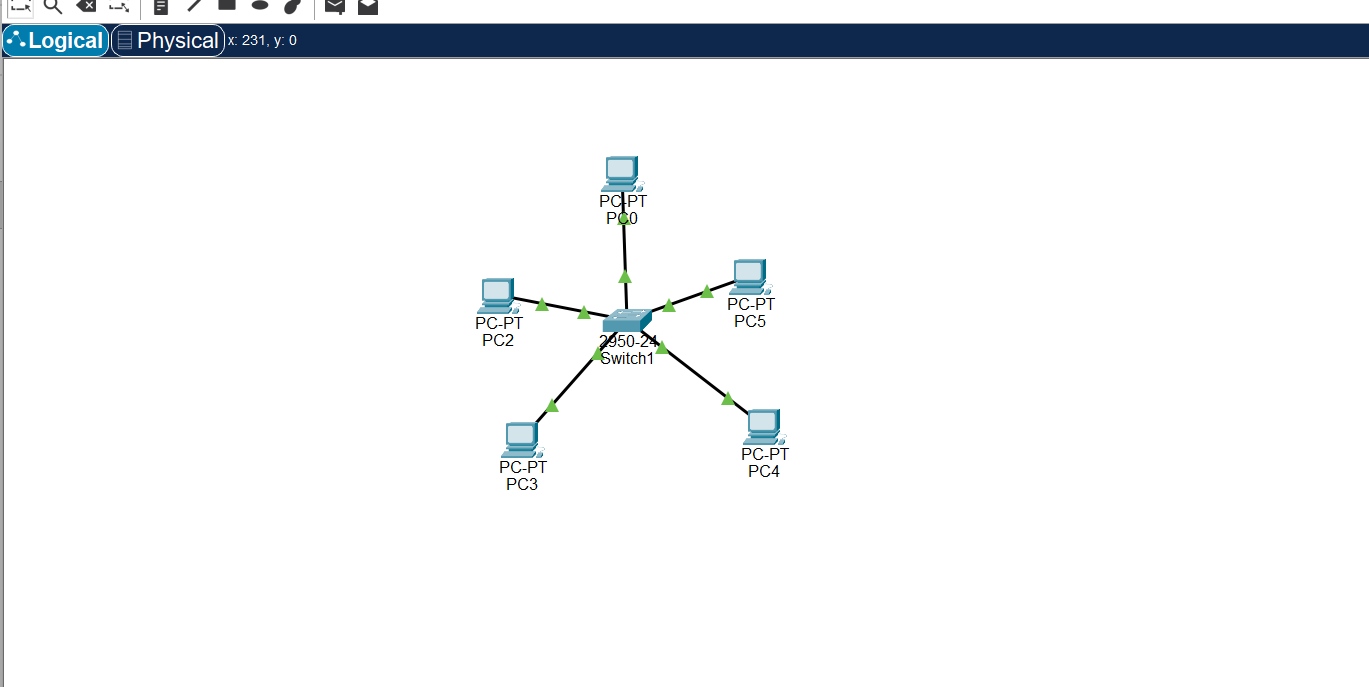 Logical
Physical
x: 231, y: 0
PC-PT
PC0
PC-PT
PC5
PC-PT
PC2
2950-24
Switch1
PC-PT
PC4
PC-PT
PC3